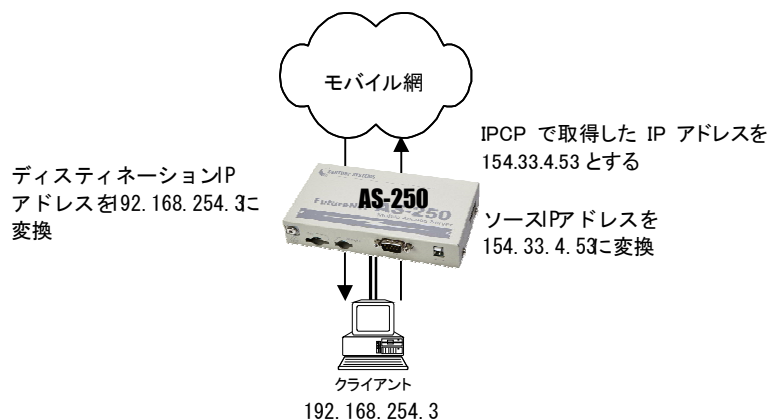 モバイル網
IPCP で取得した IP アドレスを
154.33.4.53 とする
ディスティネーションIP
アドレスを192.168.254.3に
変換
AS-250
ソースIPアドレスを
154.33.4.53に変換
クライアント
192.168.254.3